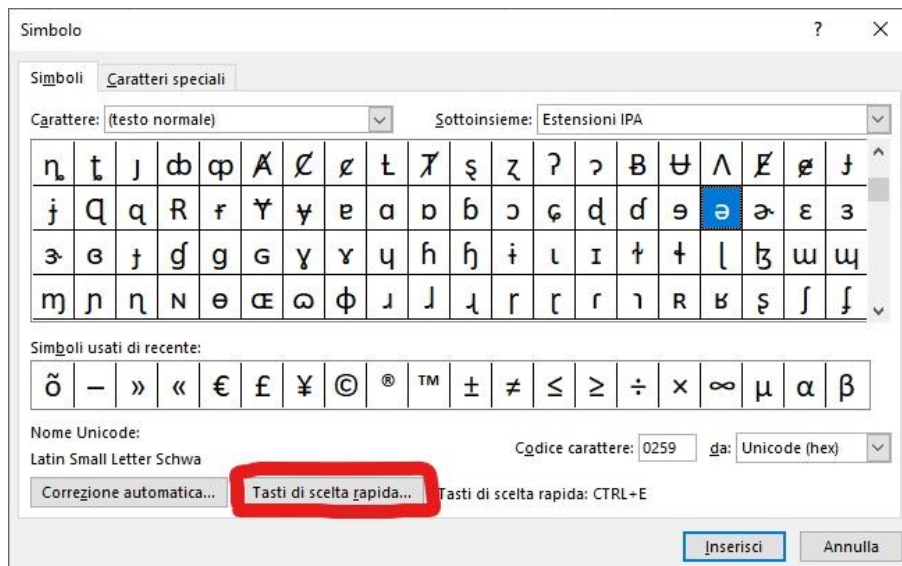 Simbolo ? ×
Simboli Caratteri speciali
Carattere: (testo normale) Sottoinsieme: Estensioni IPA
ȵ ƫ ȷ ȸ ȹ Ⱥ Ȼ ȼ Ƚ Ⱦ ȿ ɀ Ɂ ɂ Ƀ Ʉ Ʌ Ɇ ɇ Ɉ
ɉ Ɋ ɋ Ɍ ɍ Ɏ ɏ ɐ ɑ ɒ ɓ ɔ ɕ ɖ ɗ ɘ ə ɚ ɛ ɜ
ɝ ɞ ɟ ɠ ɡ ɢ ɣ ɤ ɥ ɦ ɧ ɨ ɩ ɪ ɫ ɬ ɭ ɮ ɯ ɰ
ɱ ɲ ɳ ɴ ɵ ɶ ɷ ɸ ɹ ɺ ɻ ɼ ɽ ɾ ɿ ʀ ʁ ʂ ʃ ʄ
Simboli usati di recente:
õ – » « € £ ¥ © ® ™ ± ≠ ≤ ≥ ÷ × ∞ µ α β
Nome Unicode:
Latin Small Letter Schwa
Codice carattere: 0259 da: Unicode (hex)
Correzione automatica... Tasti di scelta rapida... Tasti di scelta rapida: CTRL+E
Inserisci Annulla